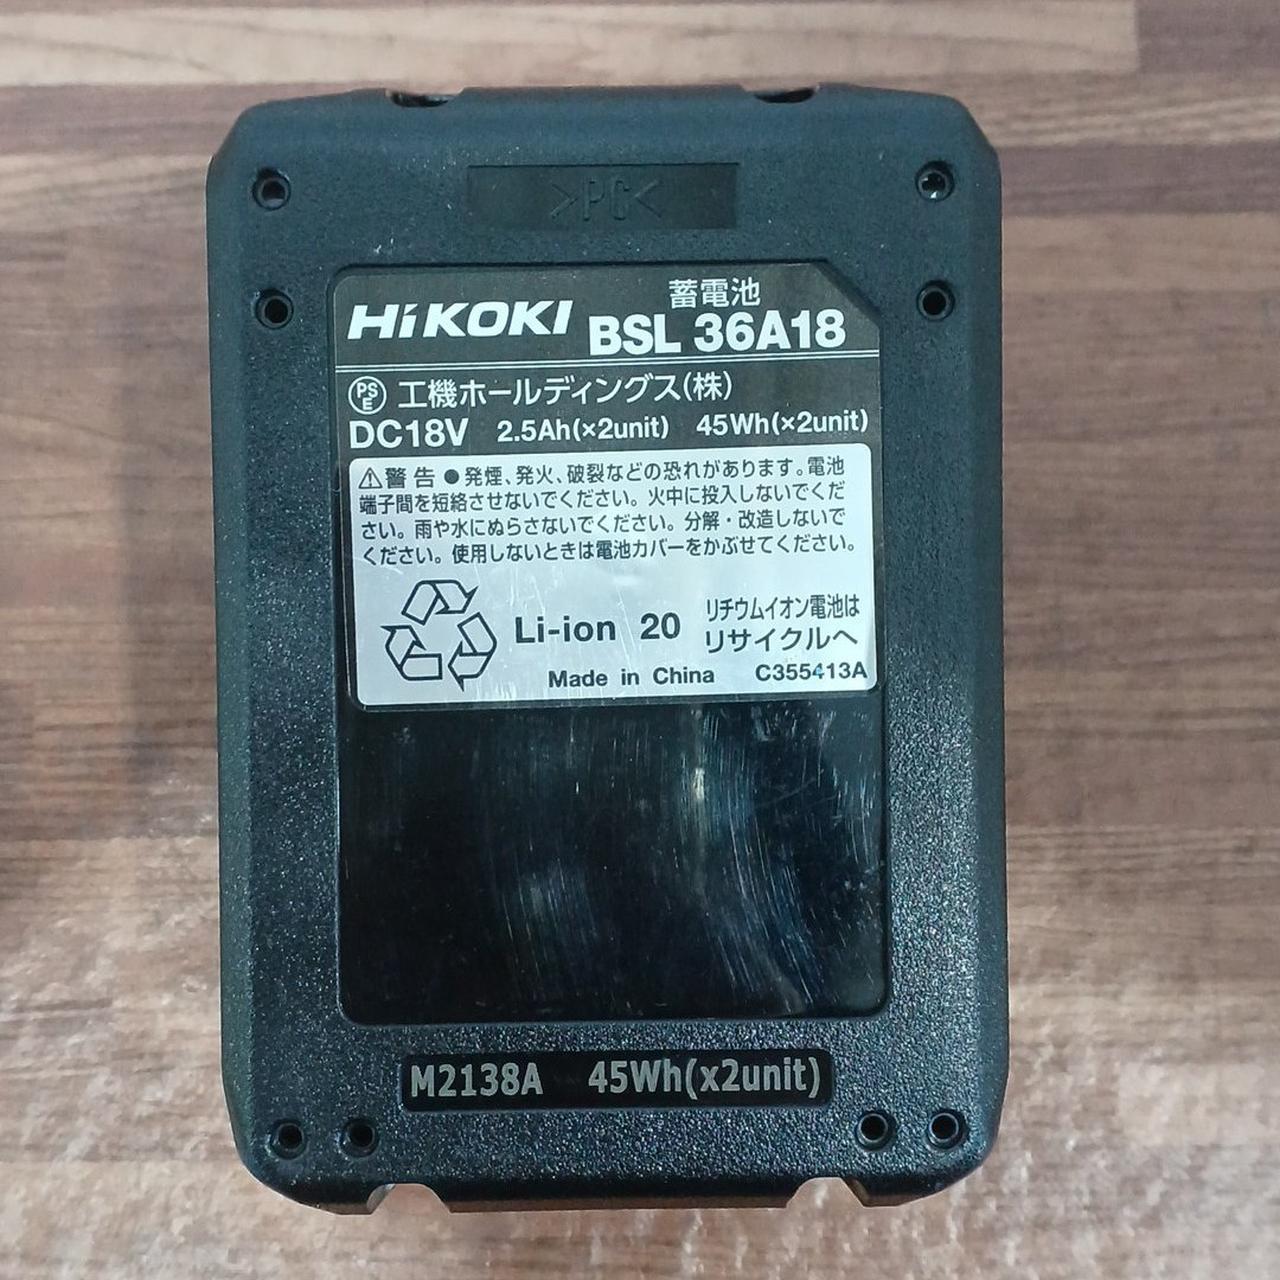 >PC<
HiKOKI
蓄電池
BSL 36A18
PSE 工機ホールディングス(株)
DC18V 2.5Ah(×2unit) 45Wh(×2unit)
⚠警告 ●発煙、発火、破裂などの恐れがあります。電池
端子間を短絡させないでください。火中に投入しないでくだ
さい。雨や水にぬらさないでください。分解・改造しないで
ください。使用しないときは電池カバーをかぶせてください。
Li-ion 20
リチウムイオン電池は
リサイクルへ
Made in China C355413A
M2138A 45Wh(x2unit)